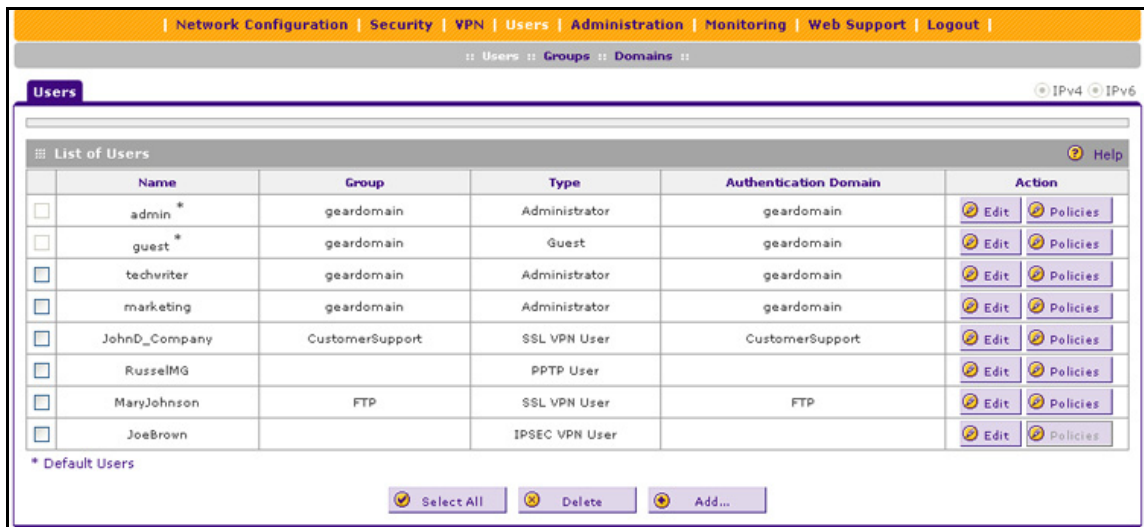 | Network Configuration | Security | VPN | Users | Administration | Monitoring | Web Support | Logout |
:: Users :: Groups :: Domains ::
Users IPv4 IPv6
List of Users Help
Name Group Type Authentication Domain Action
admin * geardomain Administrator geardomain Edit Policies
guest * geardomain Guest geardomain Edit Policies
techwriter geardomain Administrator geardomain Edit Policies
marketing geardomain Administrator geardomain Edit Policies
JohnD_Company CustomerSupport SSL VPN User CustomerSupport Edit Policies
RusselMG PPTP User Edit Policies
MaryJohnson FTP SSL VPN User FTP Edit Policies
JoeBrown IPSEC VPN User Edit Policies
* Default Users
Select All Delete Add...